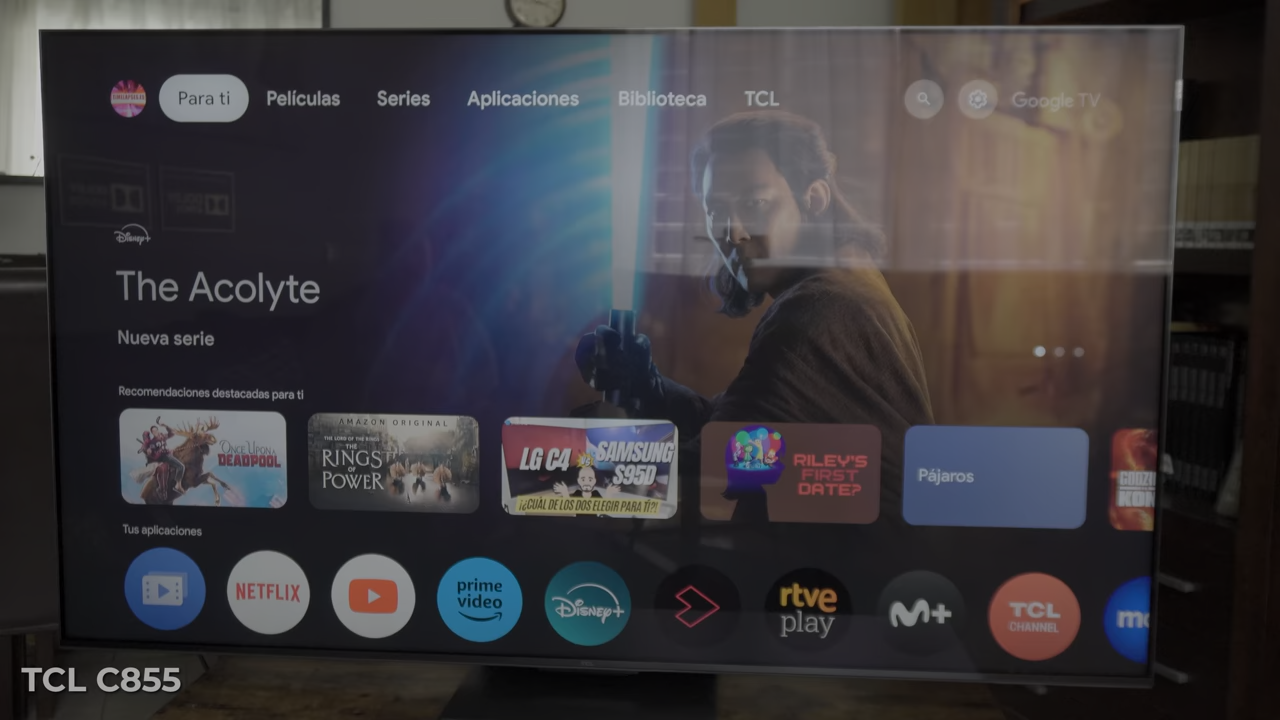 Para ti
Películas
Series
Aplicaciones
Biblioteca
TCL
Google TV
Disney+
The Acolyte
Nueva serie
Recomendaciones destacadas para ti
ONCE UPON A
DEADPOOL
AMAZON ORIGINAL
THE LORD OF THE RINGS
THE
RINGS
OF
POWER
LG C4
SAMSUNG
S95D
¿¡CUÁL DE LOS DOS ELEGIR PARA TÍ?!
RILEY'S
FIRST
DATE?
Pájaros
Tus aplicaciones
NETFLIX
prime
video
Disney+
rtve
play
M+
TCL
CHANNEL
TCL C855